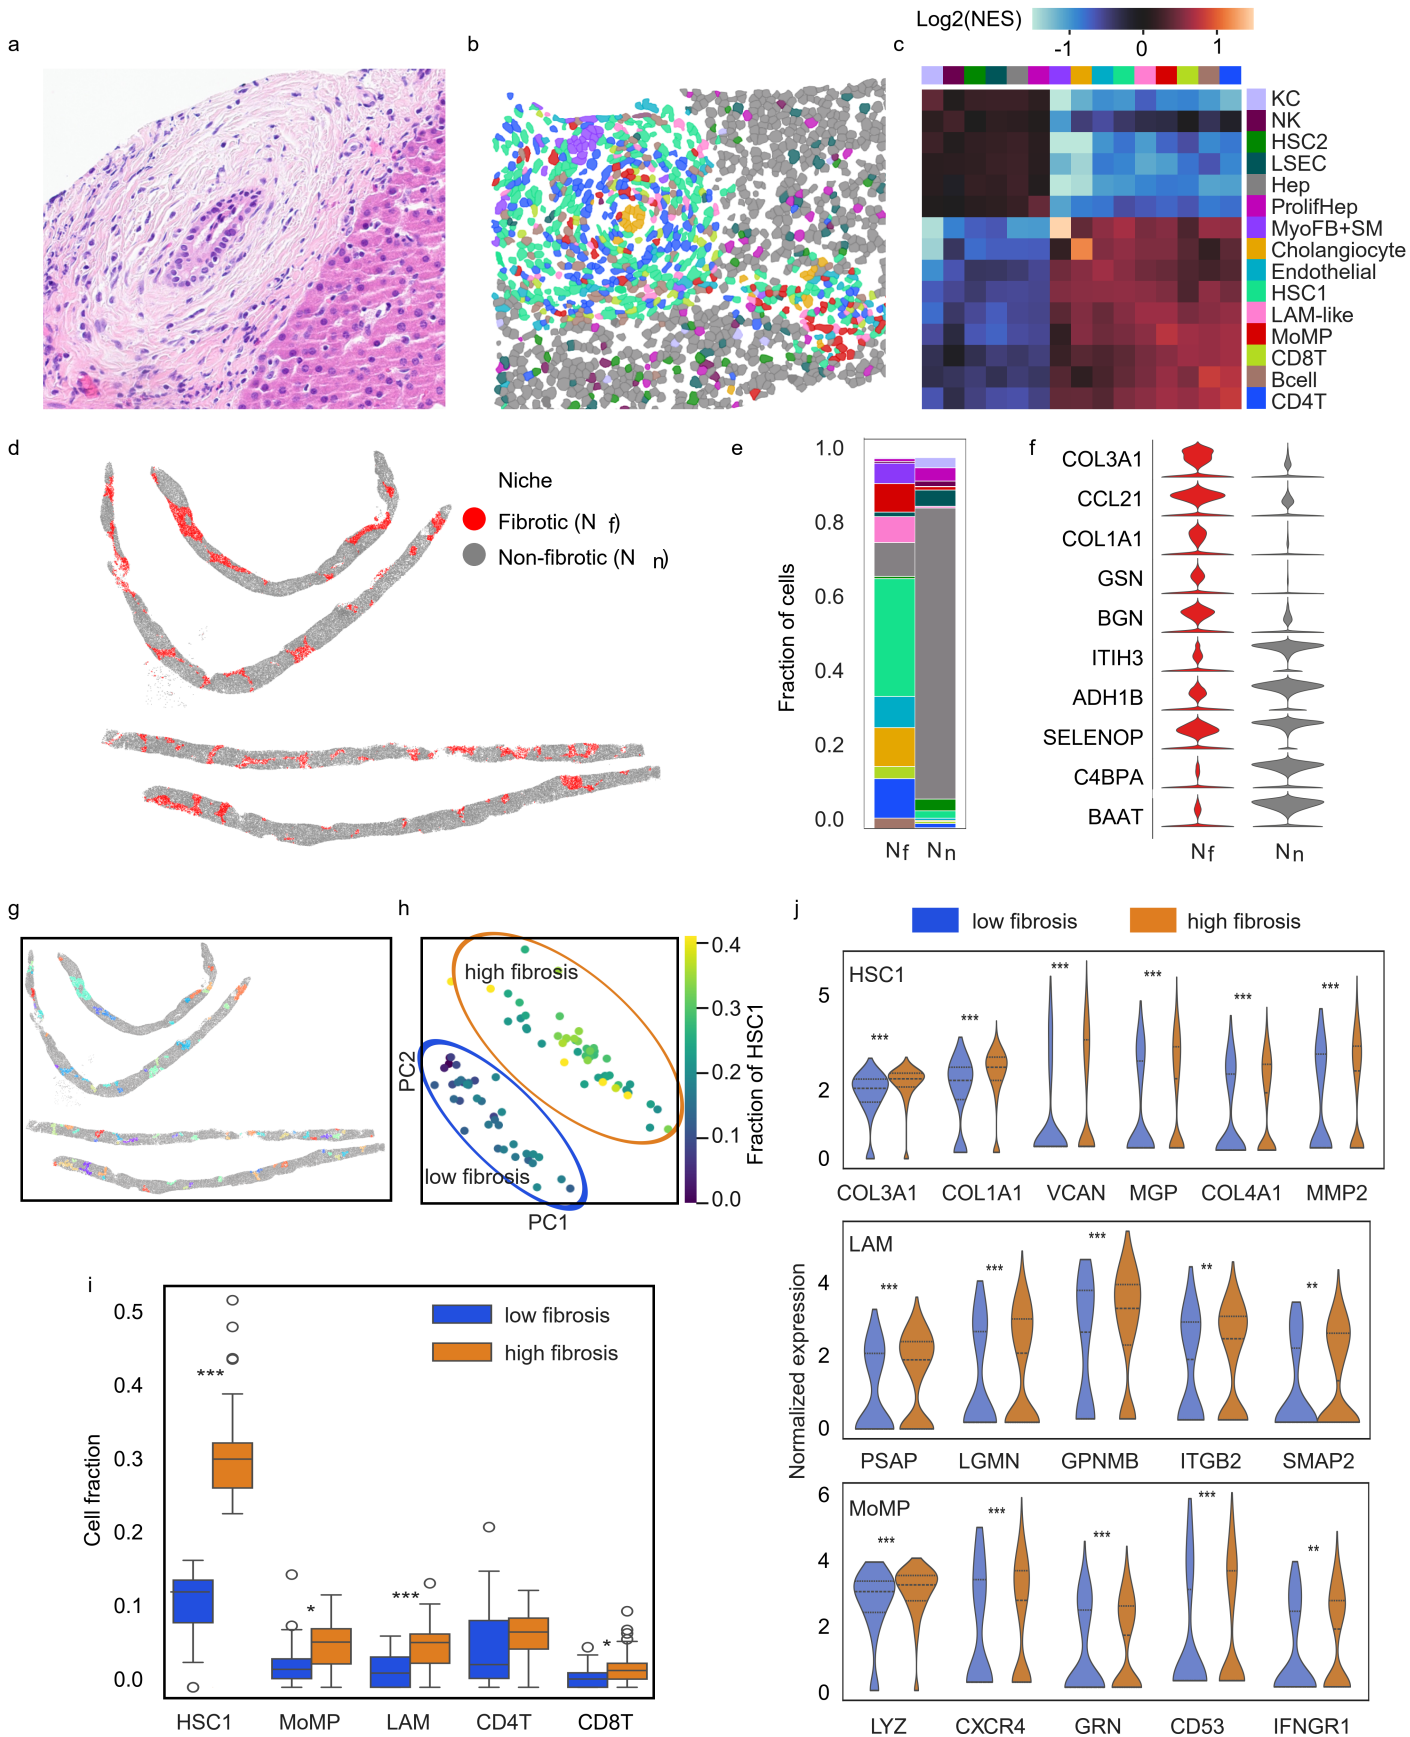 a
b
c
Log2(NES)
-1
0
1
KC
NK
HSC2
LSEC
Hep
ProlifHep
MyoFB+SM
Cholangiocyte
Endothelial
HSC1
LAM-like
MoMP
CD8T
Bcell
CD4T
d
Niche
Fibrotic (N f)
Non-fibrotic (N n)
e
Fraction of cells
1.0
0.8
0.6
0.4
0.2
0.0
Nf
Nn
f
COL3A1
CCL21
COL1A1
GSN
BGN
ITIH3
ADH1B
SELENOP
C4BPA
BAAT
Nf
Nn
g
h
high fibrosis
low fibrosis
PC2
PC1
0.4
0.3
0.2
0.1
0.0
Fraction of HSC1
i
low fibrosis
high fibrosis
Cell fraction
0.5
0.4
0.3
0.2
0.1
0.0
***
*
***
*
HSC1
MoMP
LAM
CD4T
CD8T
j
low fibrosis
high fibrosis
Normalized expression
HSC1
5
2
0
***
***
***
***
***
***
COL3A1
COL1A1
VCAN
MGP
COL4A1
MMP2
LAM
4
2
0
***
***
***
**
**
PSAP
LGMN
GPNMB
ITGB2
SMAP2
MoMP
6
4
2
0
***
***
***
***
**
LYZ
CXCR4
GRN
CD53
IFNGR1